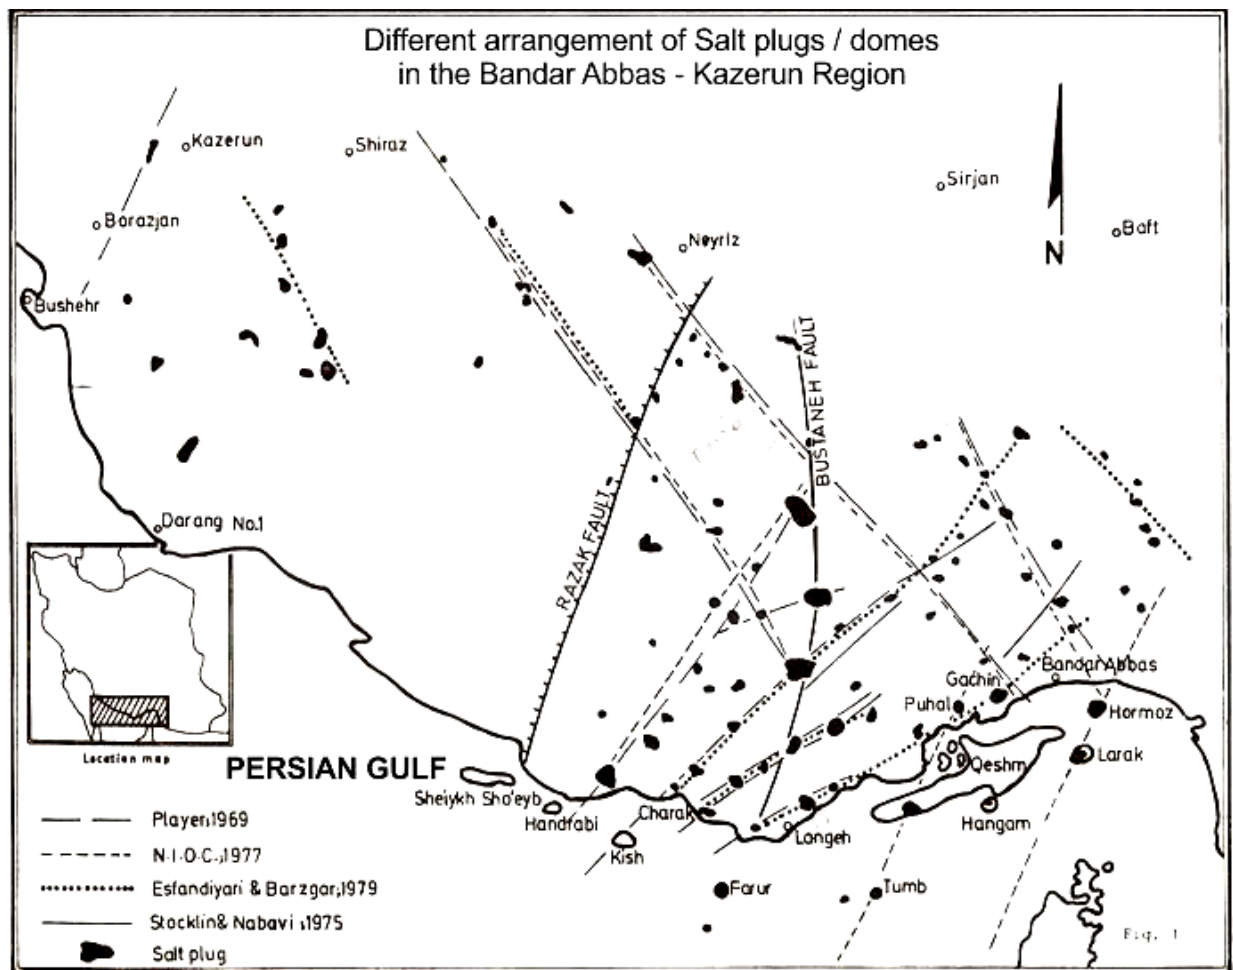 Different arrangement of Salt plugs / domes
in the Bandar Abbas - Kazerun Region
Kazerun
Shiraz
Sirjan
Borazjan
Baft
Neyriz
N
Bushehr
BUSTANEH FAULT
Darang No.1
RAZAK FAULT
Bandar Abbas
Gachin
Puhal
Hormoz
Location map
PERSIAN GULF
Larak
Qeshm
Sheiykh Sho'eyb
Handrabi
Charak
Hangam
Langeh
Kish
Player,1969
N.I.O.C.,1977
Esfandiyari & Barzgar,1979
Farur
Tumb
Stocklin & Nabavi ,1975
Fig. 1
Salt plug